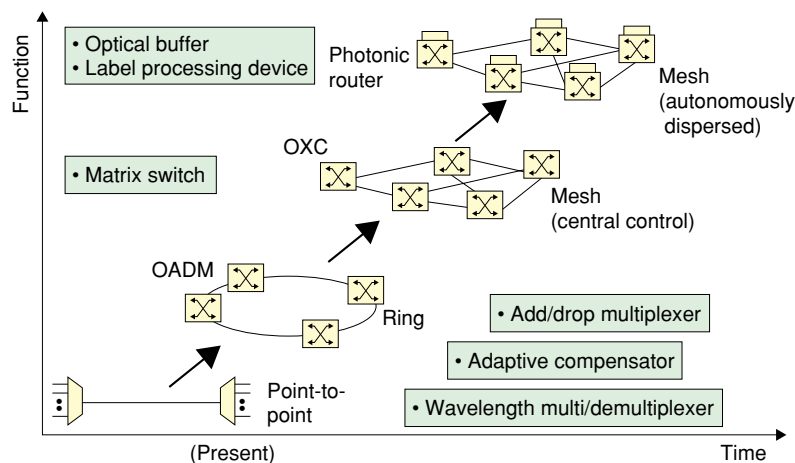 Function
• Optical buffer
• Label processing device
Photonic
router
Mesh
(autonomously
dispersed)
• Matrix switch
OXC
Mesh
(central control)
OADM
Ring
• Add/drop multiplexer
• Adaptive compensator
• Wavelength multi/demultiplexer
Point-to-
point
(Present)
Time